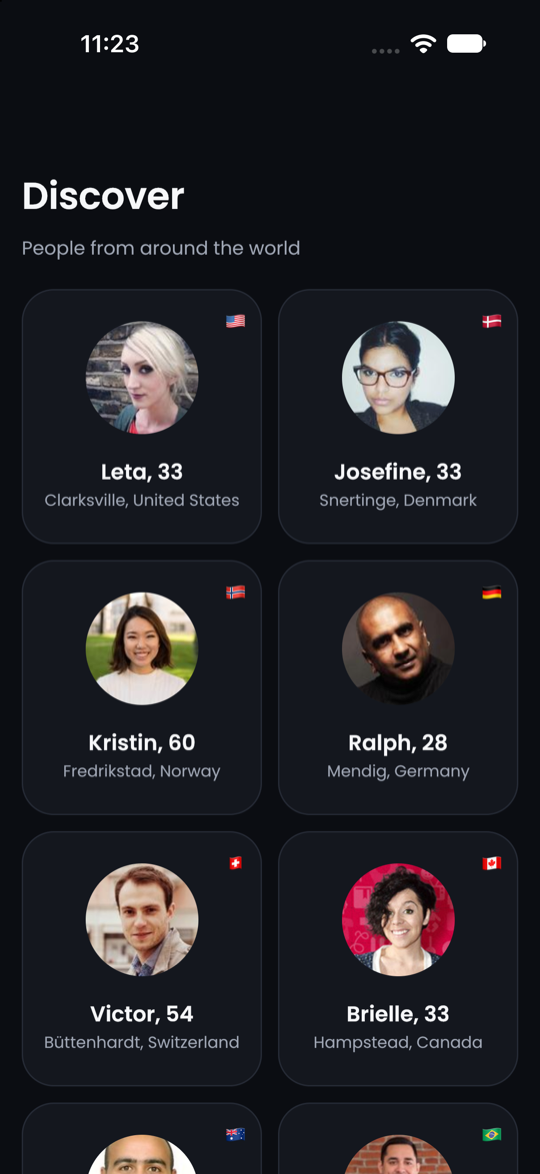 11:23
Discover
People from around the world
Leta, 33
Clarksville, United States
Josefine, 33
Snertinge, Denmark
Kristin, 60
Fredrikstad, Norway
Ralph, 28
Mendig, Germany
Victor, 54
Büttenhardt, Switzerland
Brielle, 33
Hampstead, Canada